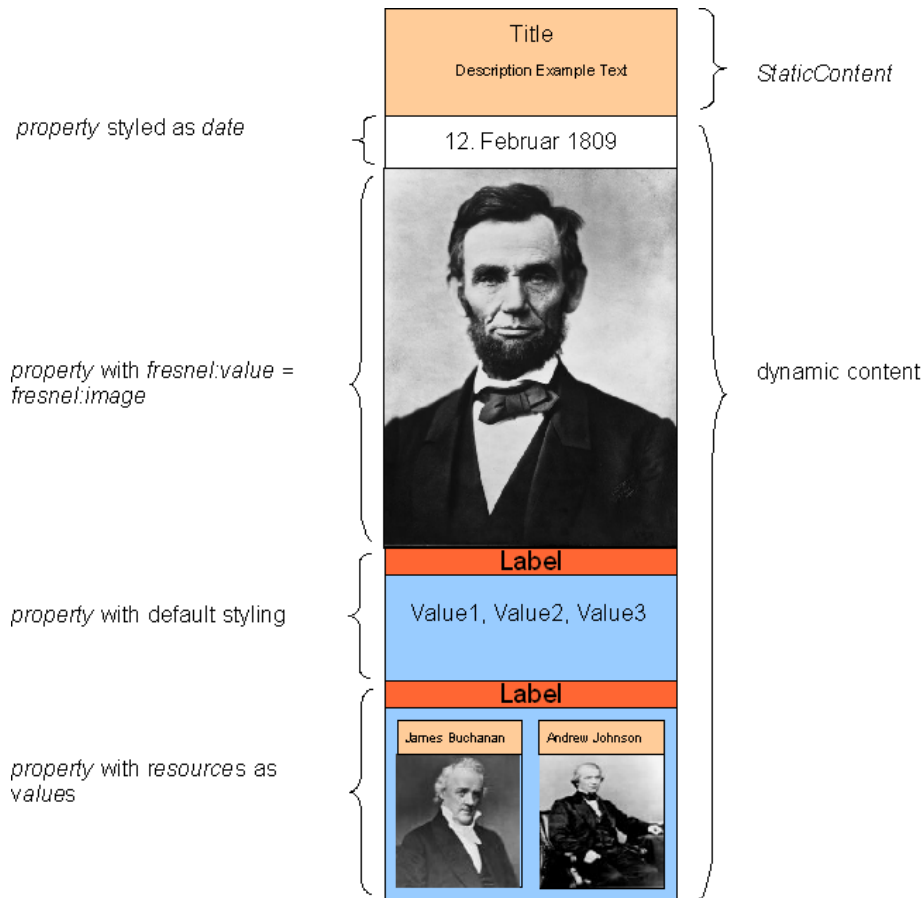 Title
Description Example Text
StaticContent
property styled as date
12. Februar 1809
property with fresnel:value =
fresnel:image
dynamic content
Label
property with default styling
Value1, Value2, Value3
Label
James Buchanan
Andrew Johnson
property with resources as
values